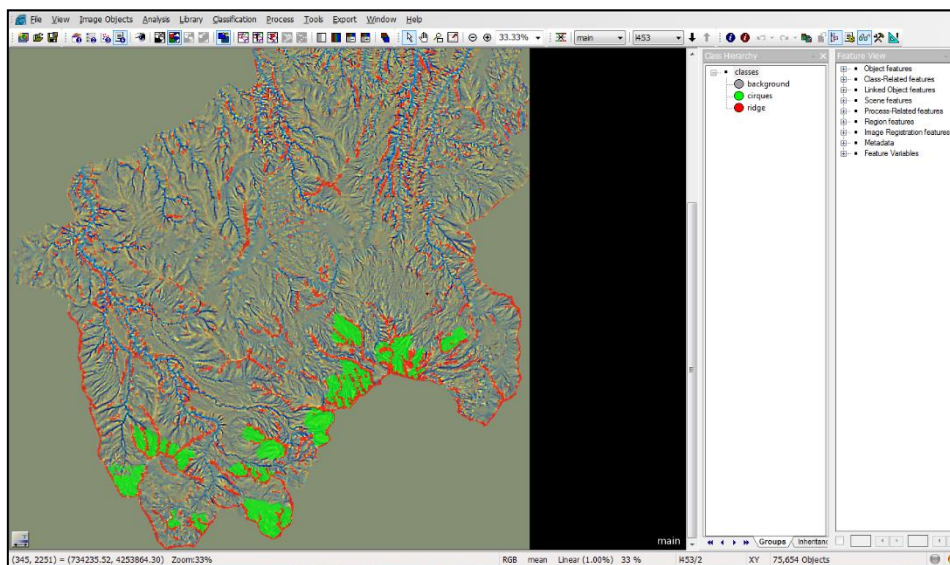 File View Image Objects Analysis Library Classification Process Tools Export Window Help
33.33% main l453
Class Hierarchy
classes
background
cirques
ridge
Feature View
Object features
Class-Related features
Linked Object features
Scene features
Process-Related features
Region features
Image Registration features
Metadata
Feature Variables
main
Groups Inheritanc
(345, 2251) = (734235.52, 4253864.30) Zoom:33% RGB mean Linear (1.00%) 33 % l453/2 XY 75,654 Objects